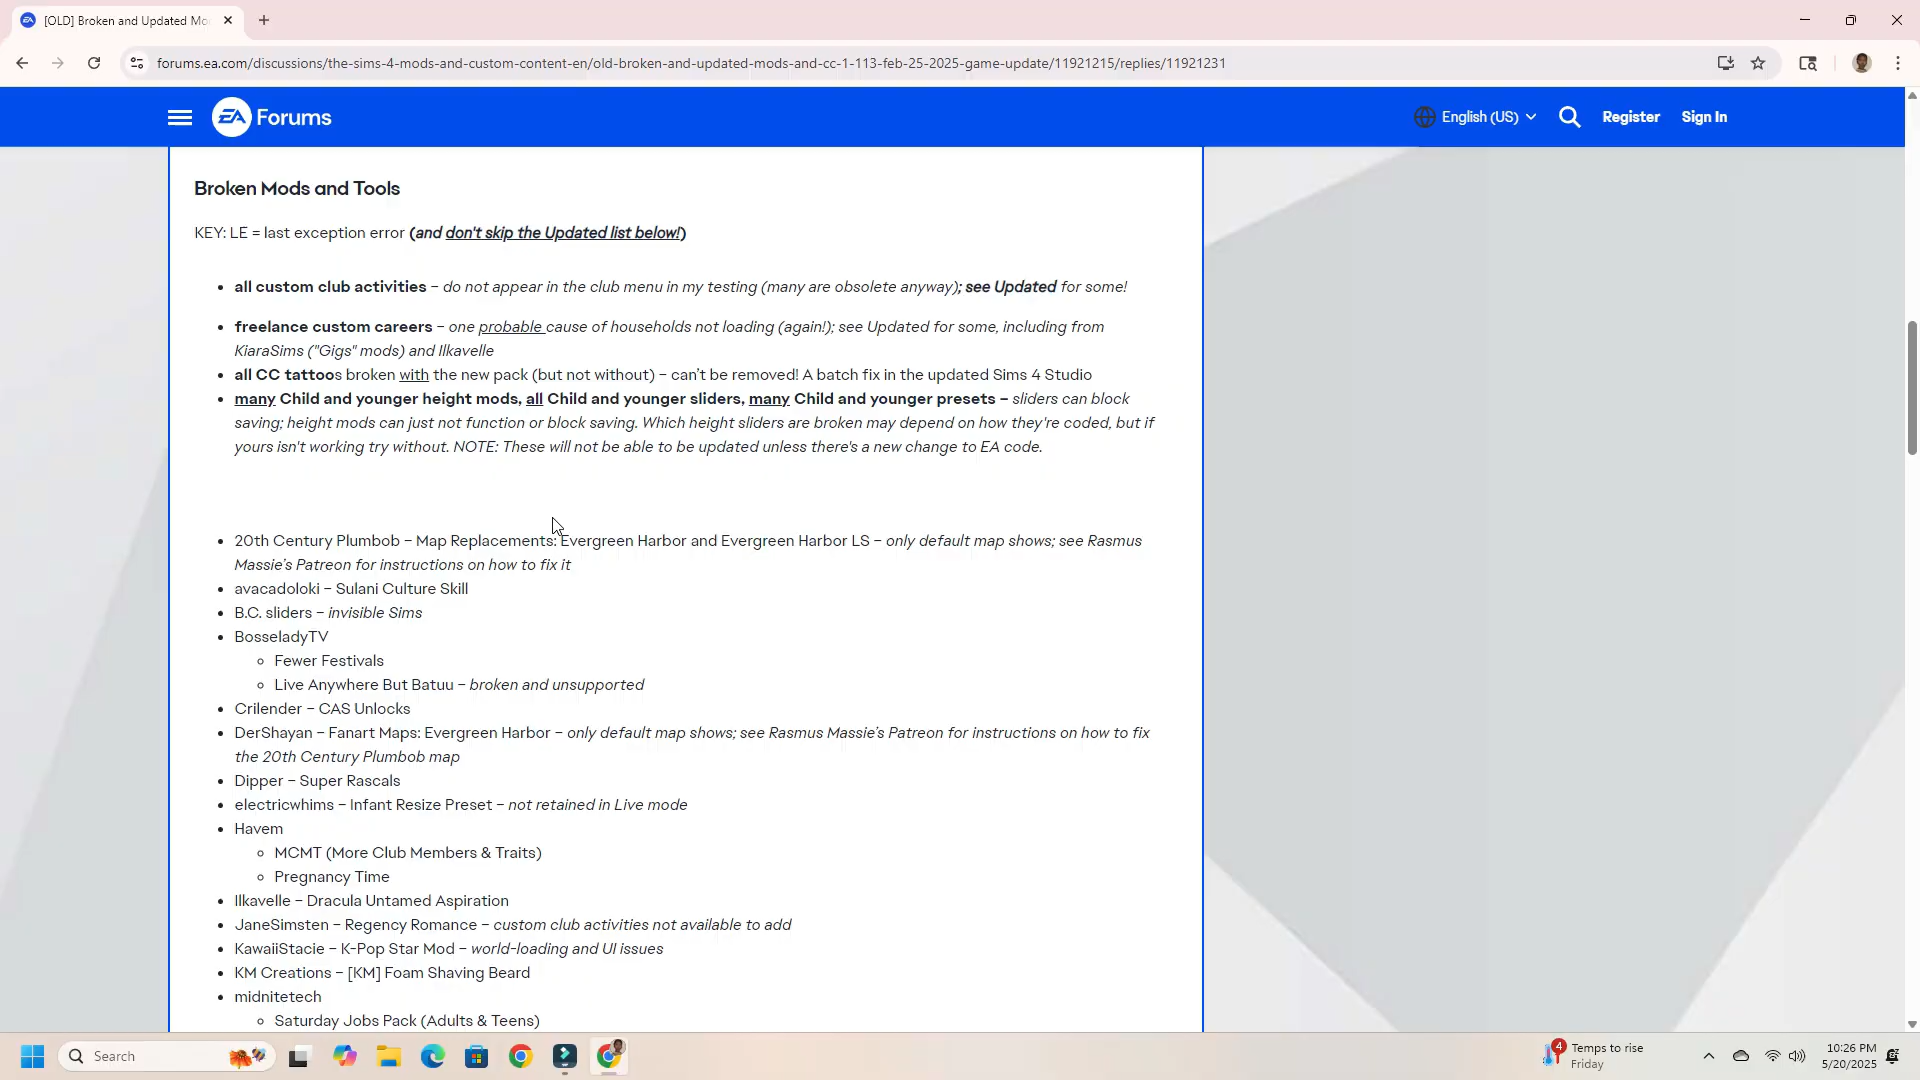 [OLD] Broken and Updated Mo
forums.ea.com/discussions/the-sims-4-mods-and-custom-content-en/old-broken-and-updated-mods-and-cc-1-113-feb-25-2025-game-update/11921215/replies/11921231
EA Forums
English (US)
Register
Sign In
Broken Mods and Tools
KEY: LE = last exception error (and don't skip the Updated list below!)
• all custom club activities – do not appear in the club menu in my testing (many are obsolete anyway); see Updated for some!
• freelance custom careers – one probable cause of households not loading (again!); see Updated for some, including from
KiaraSims ("Gigs" mods) and Ilkavelle
• all CC tattoos broken with the new pack (but not without) – can't be removed! A batch fix in the updated Sims 4 Studio
• many Child and younger height mods, all Child and younger sliders, many Child and younger presets – sliders can block
saving; height mods can just not function or block saving. Which height sliders are broken may depend on how they're coded, but if
yours isn't working try without. NOTE: These will not be able to be updated unless there's a new change to EA code.
• 20th Century Plumbob – Map Replacements: Evergreen Harbor and Evergreen Harbor LS – only default map shows; see Rasmus
Massie's Patreon for instructions on how to fix it
• avacadoloki – Sulani Culture Skill
• B.C. sliders – invisible Sims
• BosseladyTV
◦ Fewer Festivals
◦ Live Anywhere But Batuu – broken and unsupported
• Crilender – CAS Unlocks
• DerShayan – Fanart Maps: Evergreen Harbor – only default map shows; see Rasmus Massie's Patreon for instructions on how to fix
the 20th Century Plumbob map
• Dipper – Super Rascals
• electricwhims – Infant Resize Preset – not retained in Live mode
• Havem
◦ MCMT (More Club Members & Traits)
◦ Pregnancy Time
• Ilkavelle – Dracula Untamed Aspiration
• JaneSimsten – Regency Romance – custom club activities not available to add
• KawaiiStacie – K-Pop Star Mod – world-loading and UI issues
• KM Creations – [KM] Foam Shaving Beard
• midnitetech
◦ Saturday Jobs Pack (Adults & Teens)
Search
4
Temps to rise
Friday
10:26 PM
5/20/2025